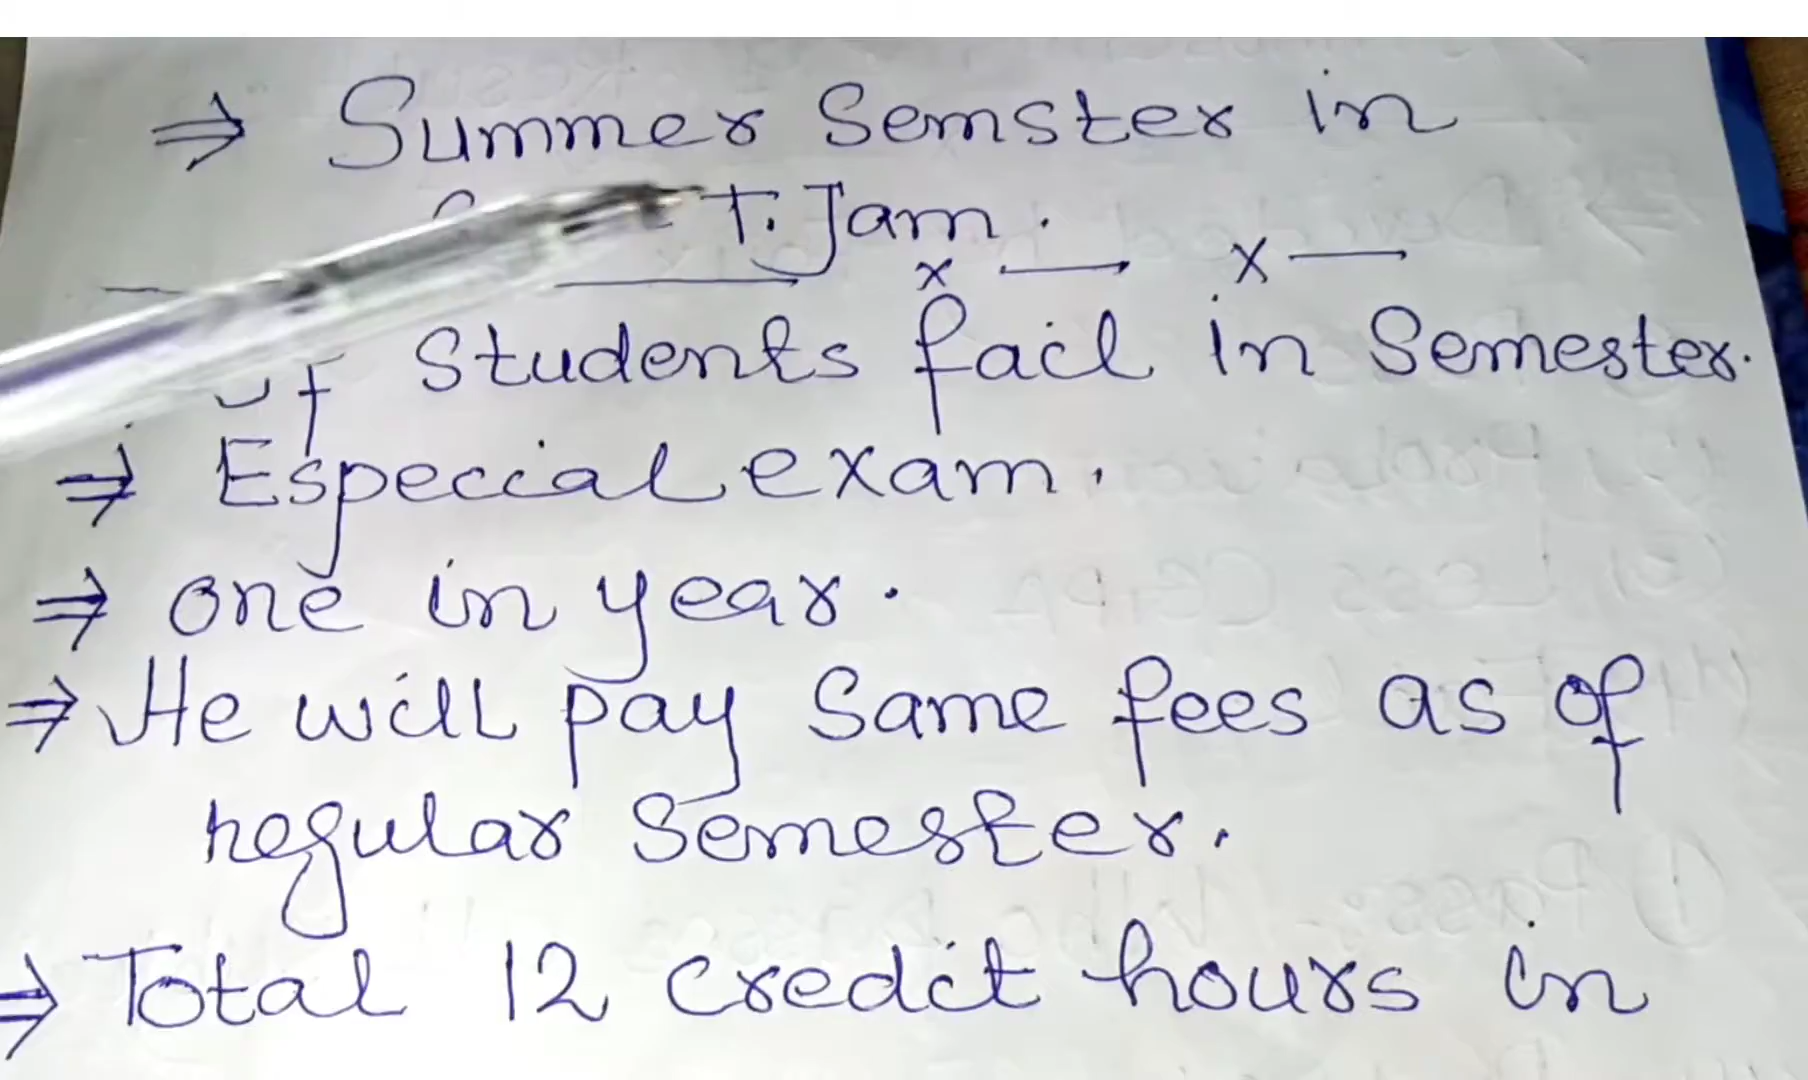 ⇒ Summer Semster in
T. Jam.
x — x —
If Students fail in Semester.
⇒ Especial exam.
⇒ one in year.
⇒ He will pay Same fees as of
regular Semester.
⇒ Total 12 credit hours in